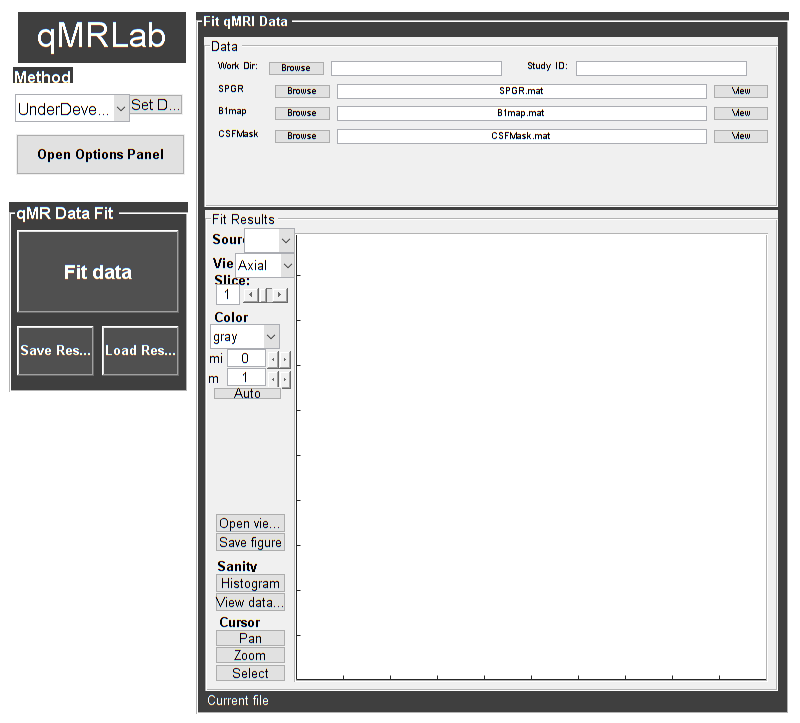 qMRLab
Method
UnderDeve... Set D...
Open Options Panel
qMR Data Fit
Fit data
Save Res... Load Res...
Fit qMRI Data
Data
Work Dir: Browse Study ID:
SPGR Browse SPGR.mat View
B1map Browse B1map.mat View
CSFMask Browse CSFMask.mat View
Fit Results
Sour
Vie Axial
Slice:
1
Color
gray
mi 0
m 1
Auto
Open vie...
Save figure
Sanity
Histogram
View data...
Cursor
Pan
Zoom
Select
Current file